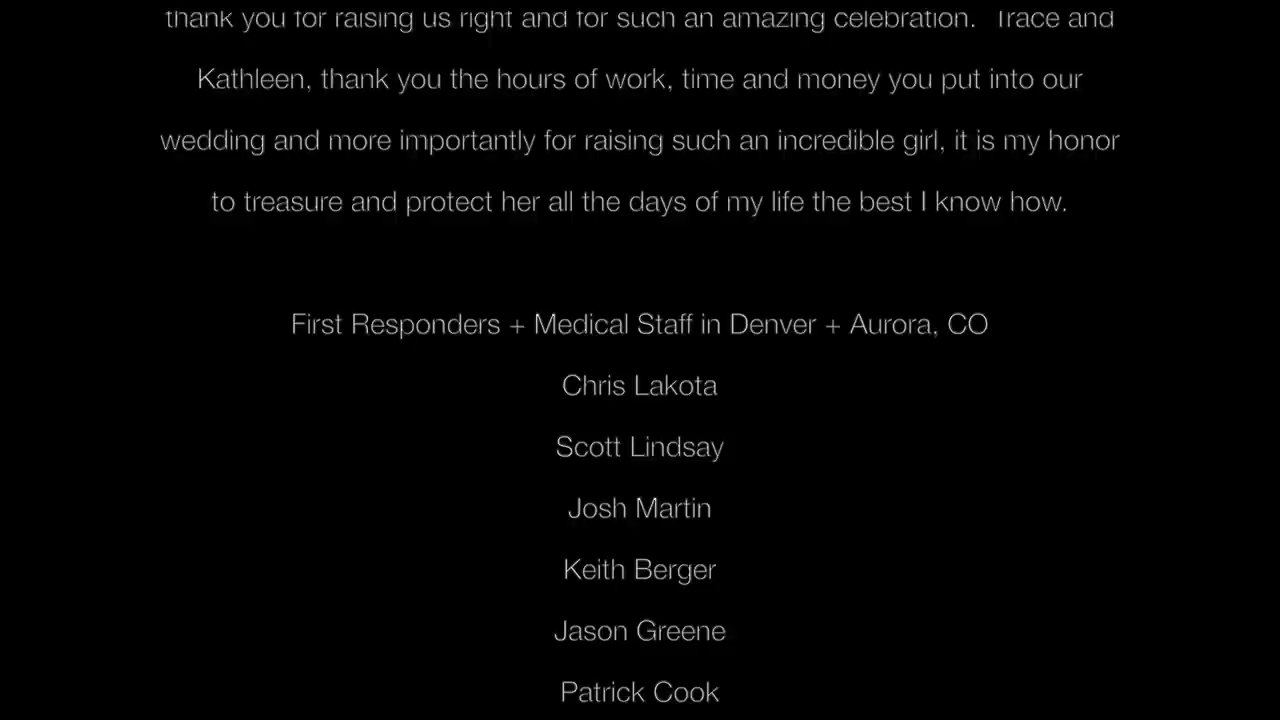 thank you for raising us right and for such an amazing celebration.  Trace and
Kathleen, thank you the hours of work, time and money you put into our
wedding and more importantly for raising such an incredible girl, it is my honor
to treasure and protect her all the days of my life the best I know how.
First Responders + Medical Staff in Denver + Aurora, CO
Chris Lakota
Scott Lindsay
Josh Martin
Keith Berger
Jason Greene
Patrick Cook